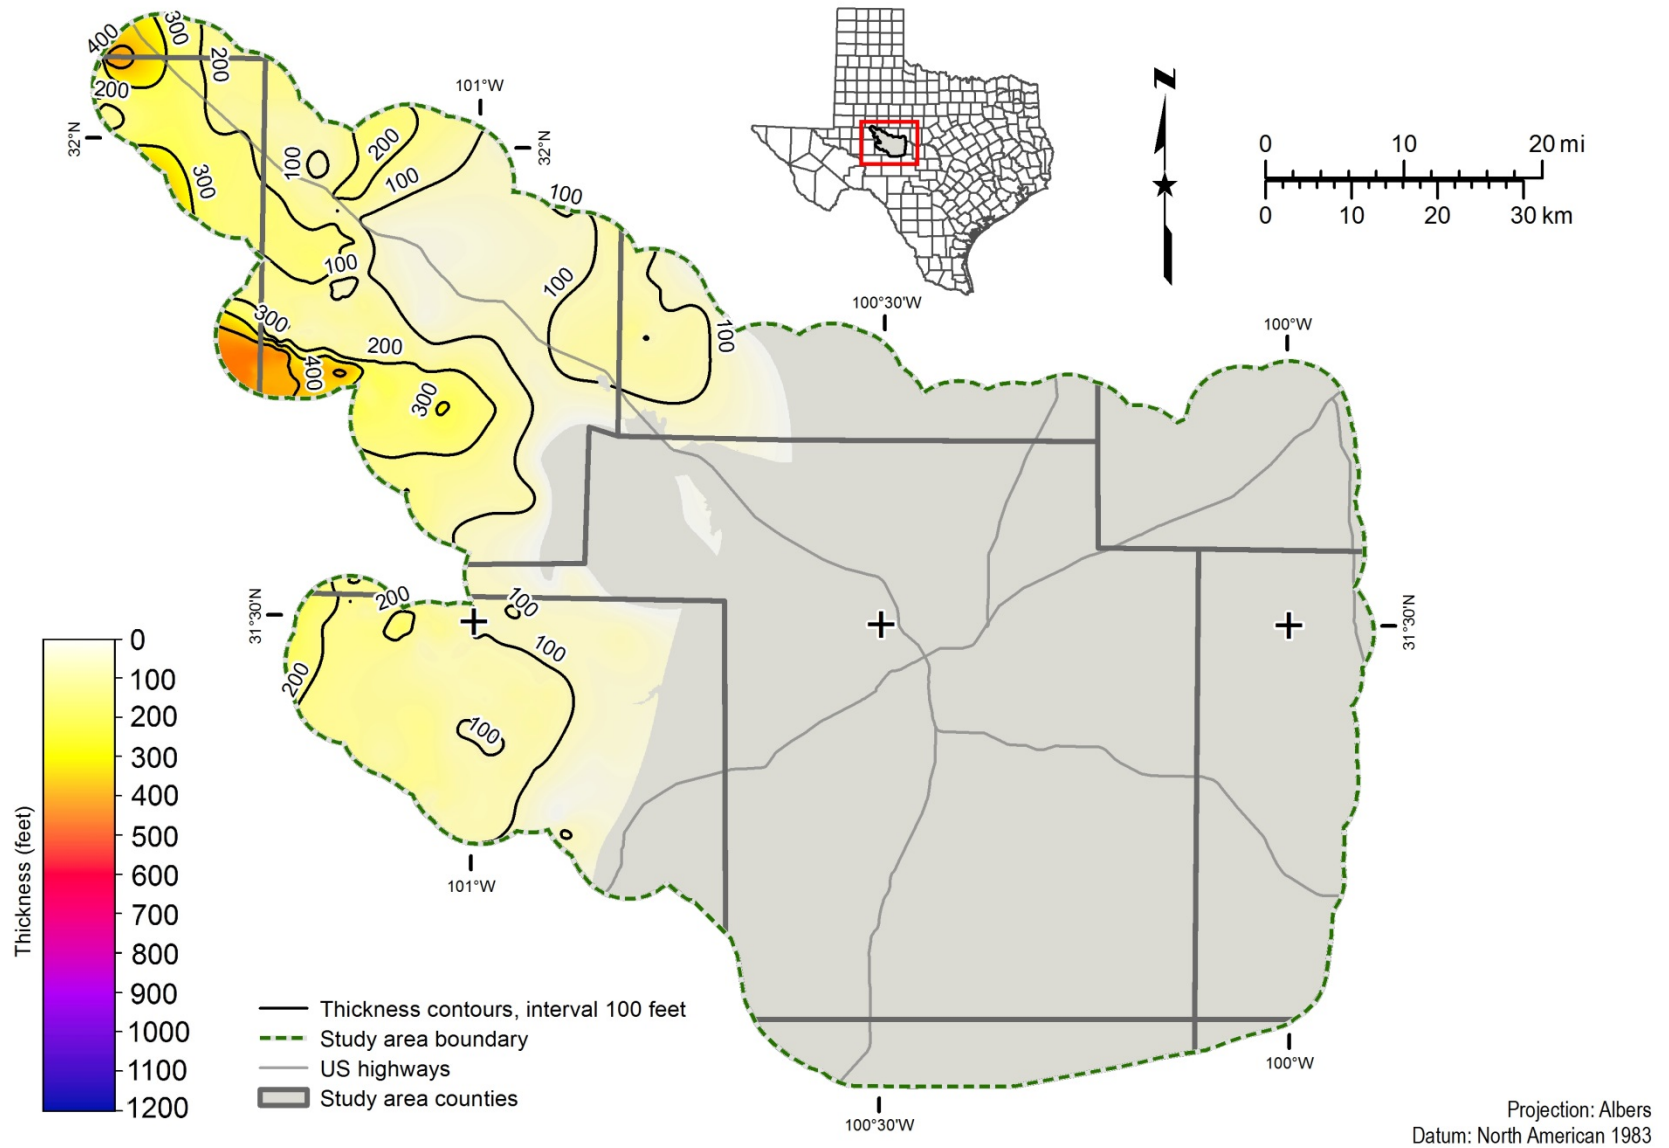 400
300
200
200
300
100
200
100
101°W
32°N
32°N
100
100
100
100
300
200
400
300
N
0 10 20 mi
0 10 20 30 km
100°30'W
100°W
31°30'N
200
200
100
100
100
31°30'N
101°W
100°30'W
100°W
Thickness (feet)
0
100
200
300
400
500
600
700
800
900
1000
1100
1200
Thickness contours, interval 100 feet
Study area boundary
US highways
Study area counties
Projection: Albers
Datum: North American 1983